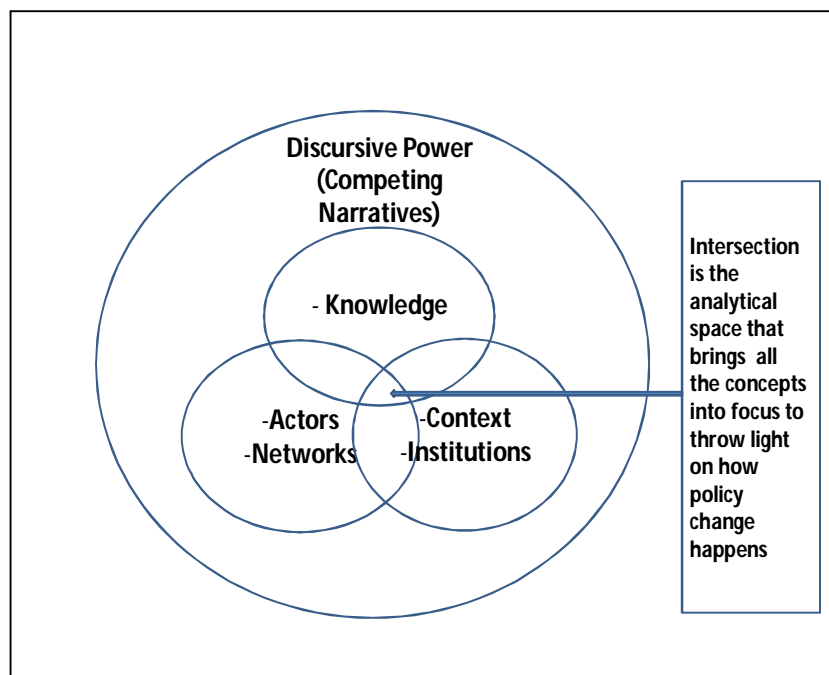 Discursive Power
(Competing
Narratives)
- Knowledge
-Actors
-Networks
-Context
-Institutions
Intersection
is the
analytical
space that
brings all
the concepts
into focus to
throw light
on how
policy
change
happens